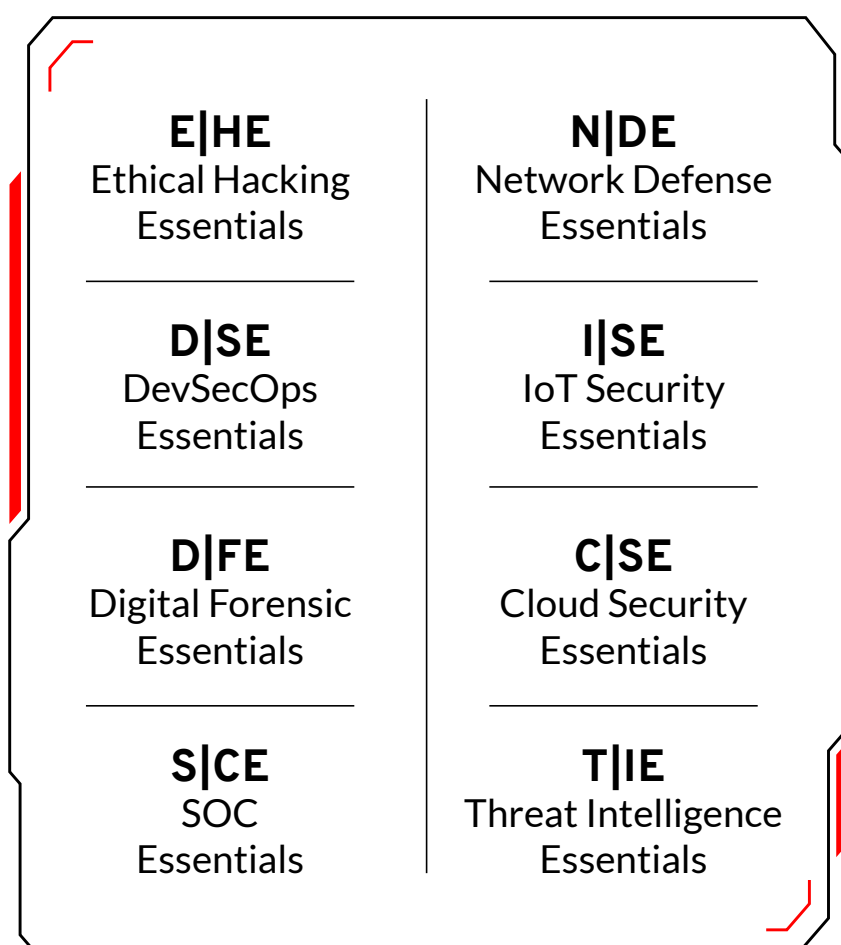 E|HE
Ethical Hacking
Essentials
N|DE
Network Defense
Essentials
D|SE
DevSecOps
Essentials
I|SE
IoT Security
Essentials
D|FE
Digital Forensic
Essentials
C|SE
Cloud Security
Essentials
S|CE
SOC
Essentials
T|IE
Threat Intelligence
Essentials